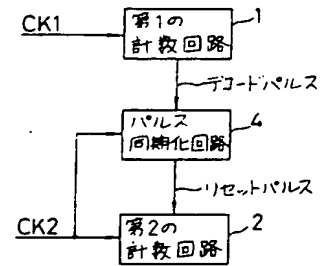 第1の
計数回路
1
CK1
デコードパルス
パルス
同期化回路
4
リセットパルス
CK2
第2の
計数回路
2